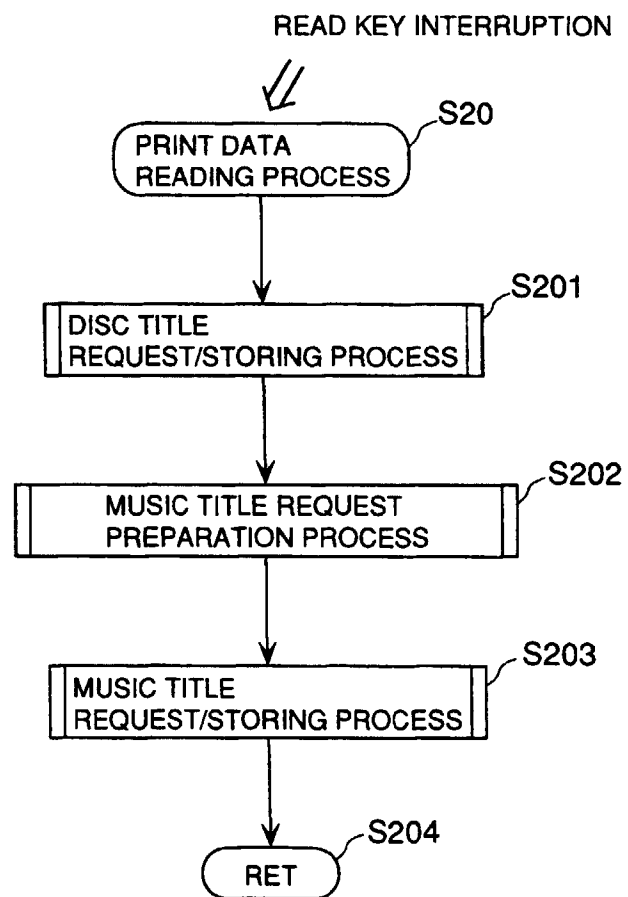 READ KEY INTERRUPTION
S20
PRINT DATA
READING PROCESS
S201
DISC TITLE
REQUEST/STORING PROCESS
S202
MUSIC TITLE REQUEST
PREPARATION PROCESS
S203
MUSIC TITLE
REQUEST/STORING PROCESS
S204
RET